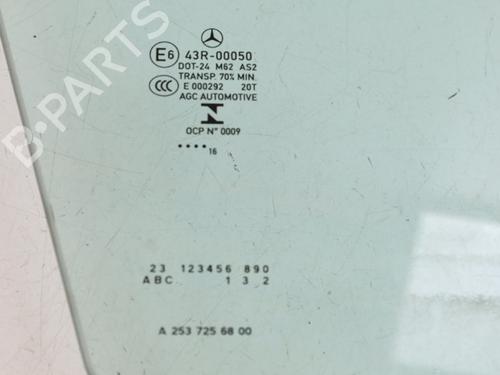 E6 43R-00050
DOT-24 M62 AS2
TRANSP. 70% MIN.
CCC E 000292 20T
AGC AUTOMOTIVE
N
OCP N° 0009
•••• 16
23 123456 890
ABC 1 3 2
A 253 725 68 00
B-Parts